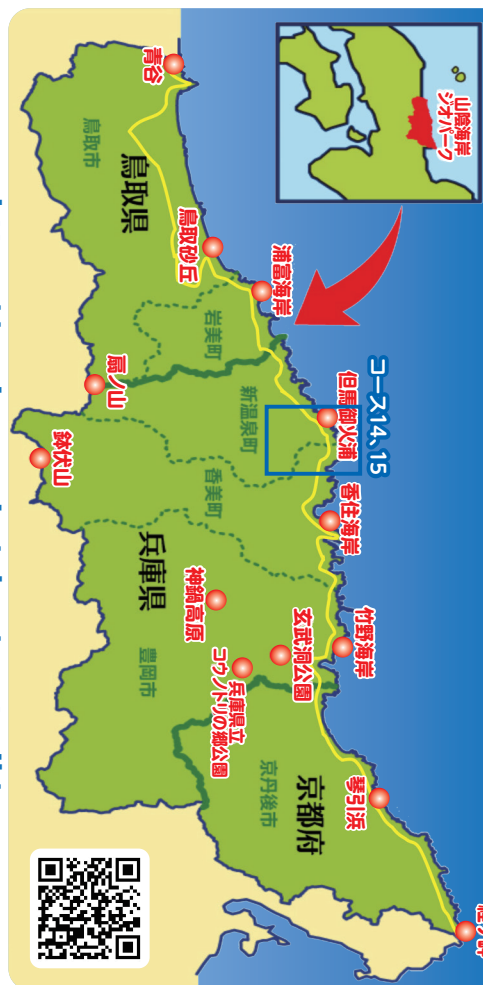 山陰海岸
ジオパーク
青谷
鳥取市
鳥取県
鳥取砂丘
浦富海岸
岩美町
扇ノ山
鉢伏山
コース14、15
但馬御火浦
新温泉町
香美町
香住海岸
兵庫県
神鍋高原
竹野海岸
玄武洞公園
兵庫県立
コウノトリの郷公園
豊岡市
京都府
京丹後市
琴引浜